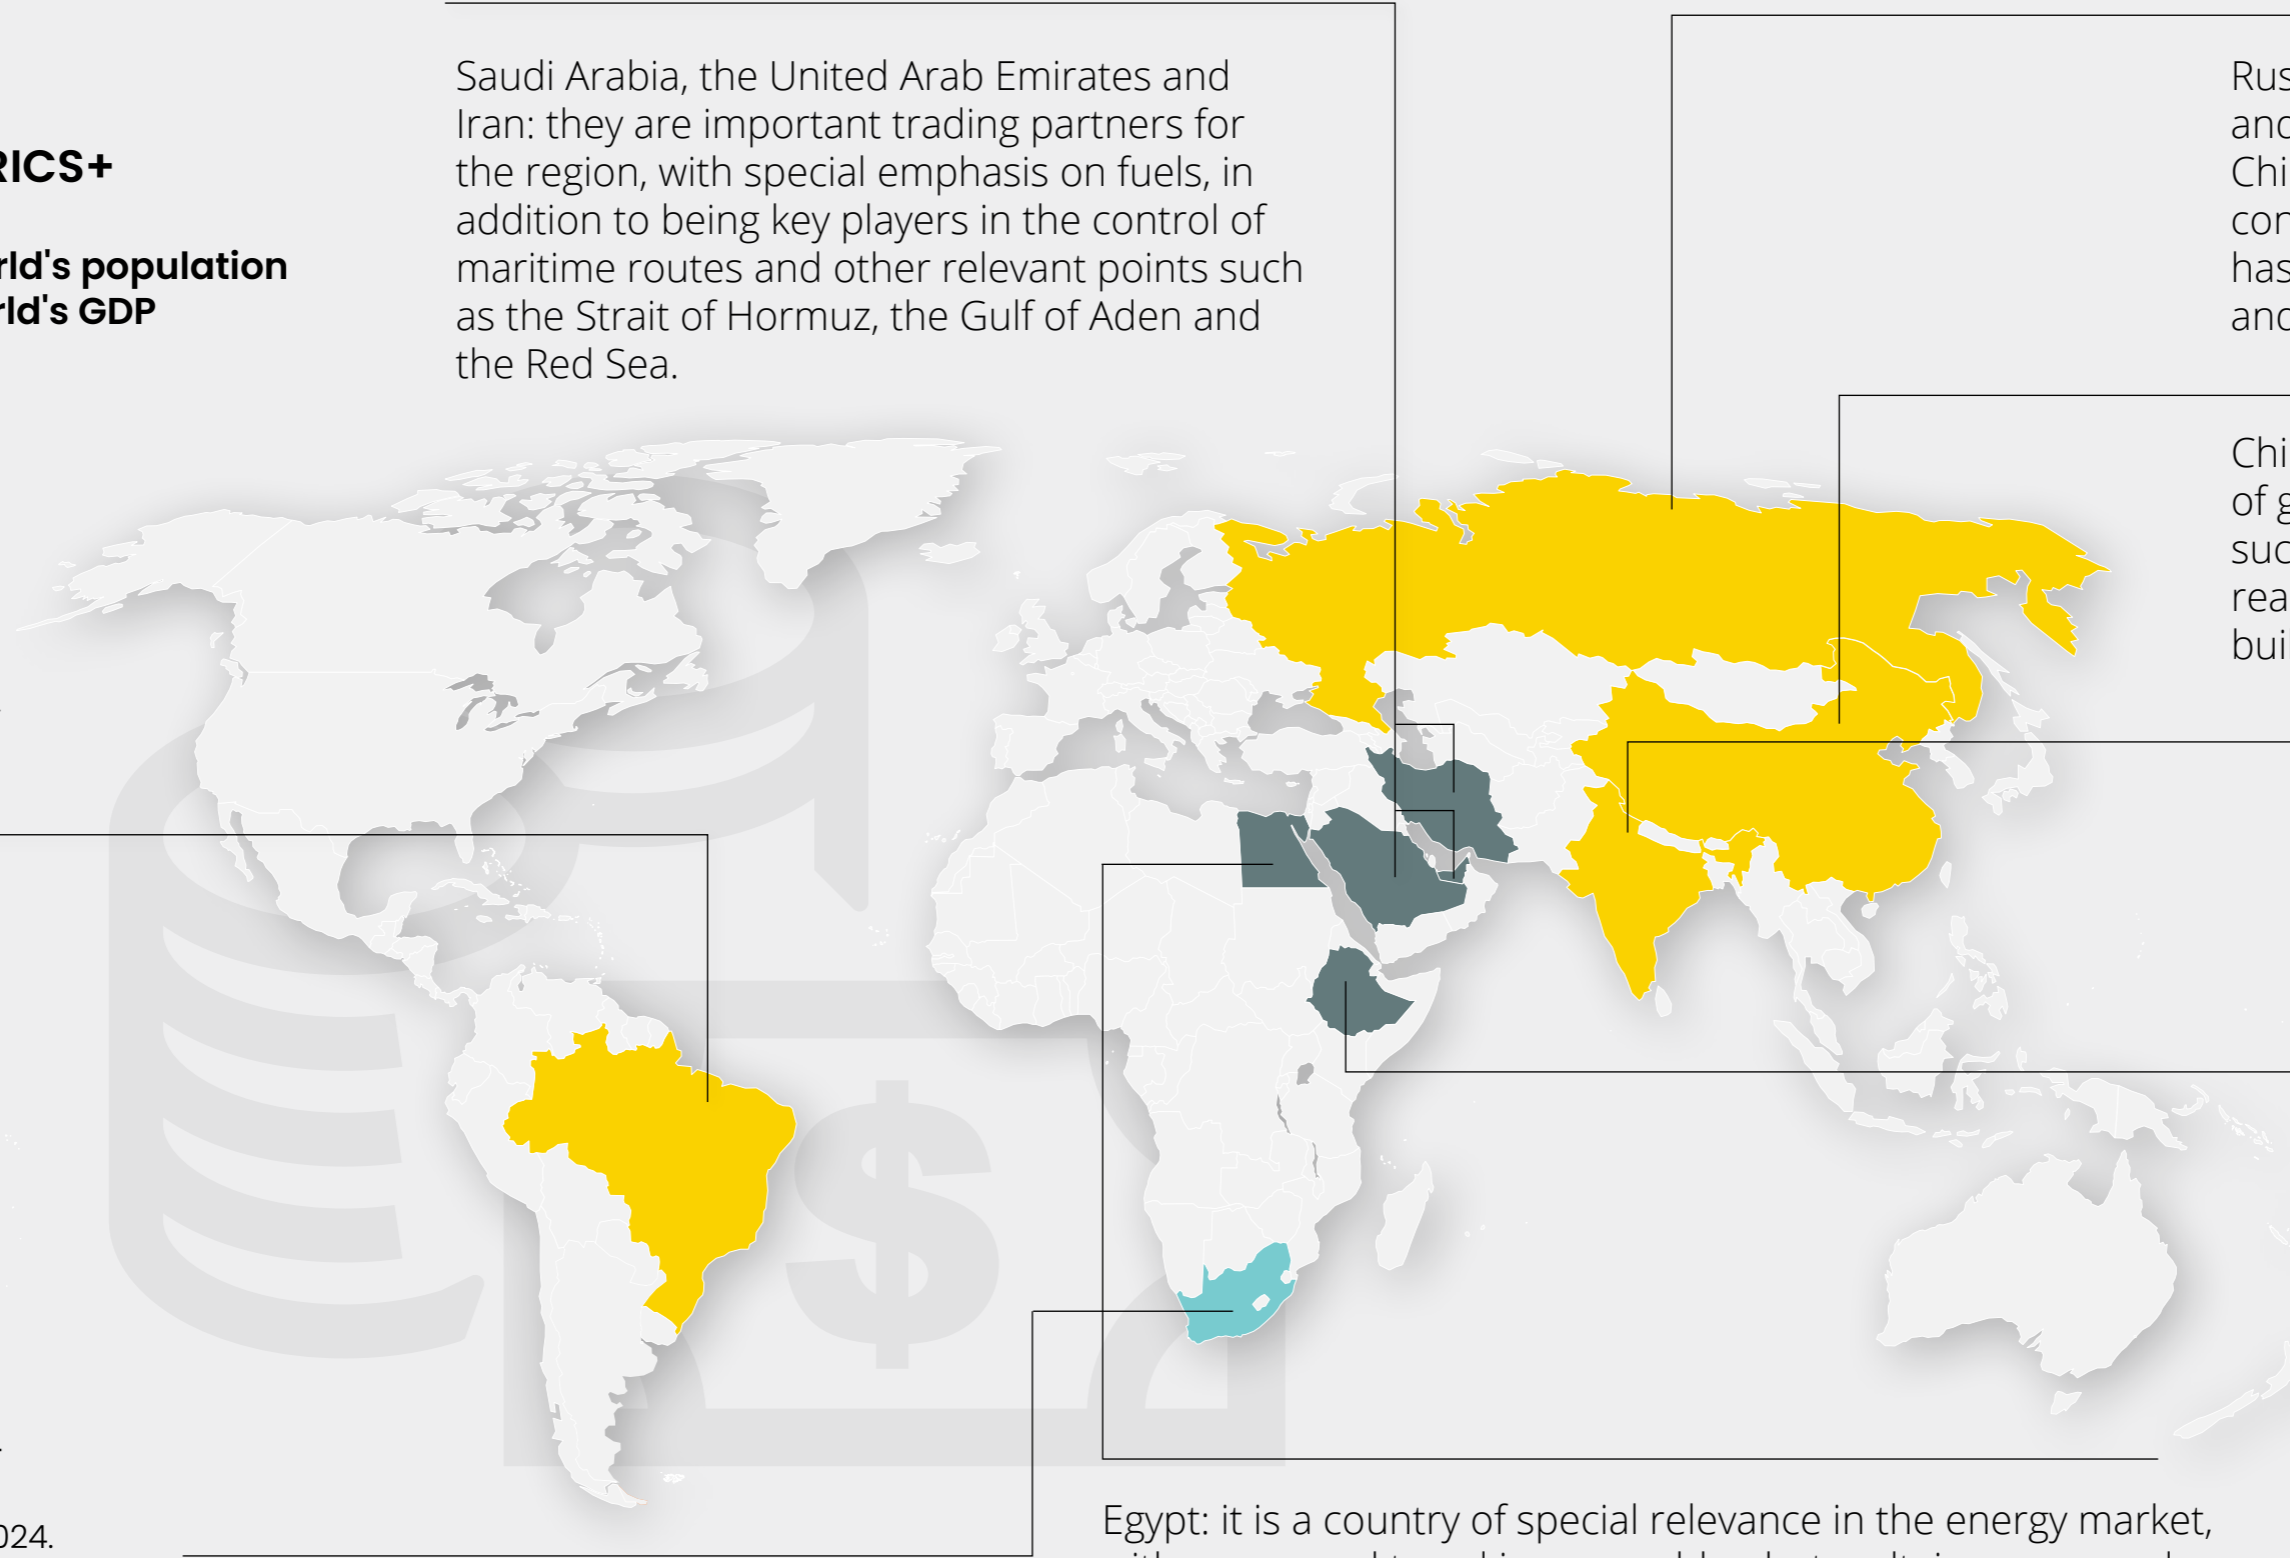 Saudi Arabia, the United Arab Emirates and
Iran: they are important trading partners for
the region, with special emphasis on fuels, in
addition to being key players in the control of
maritime routes and other relevant points such
as the Strait of Hormuz, the Gulf of Aden and
the Red Sea.
RICS+
rld's population
rld's GDP
Rus
and
Chi
con
has
and
Chi
of g
suc
rea
bui
$
024.
Egypt: it is a country of special relevance in the energy market,